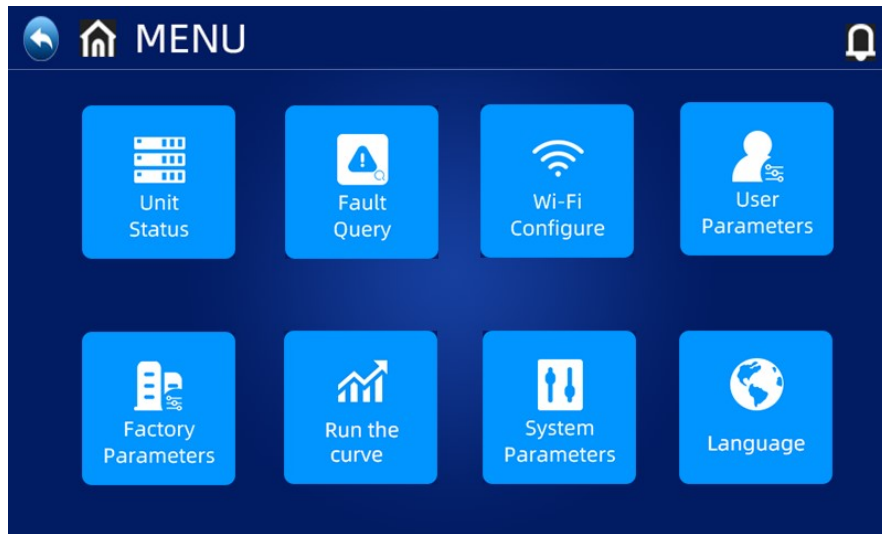 MENU
Unit
Status
Fault
Query
Wi-Fi
Configure
User
Parameters
Factory
Parameters
Run the
curve
System
Parameters
Language